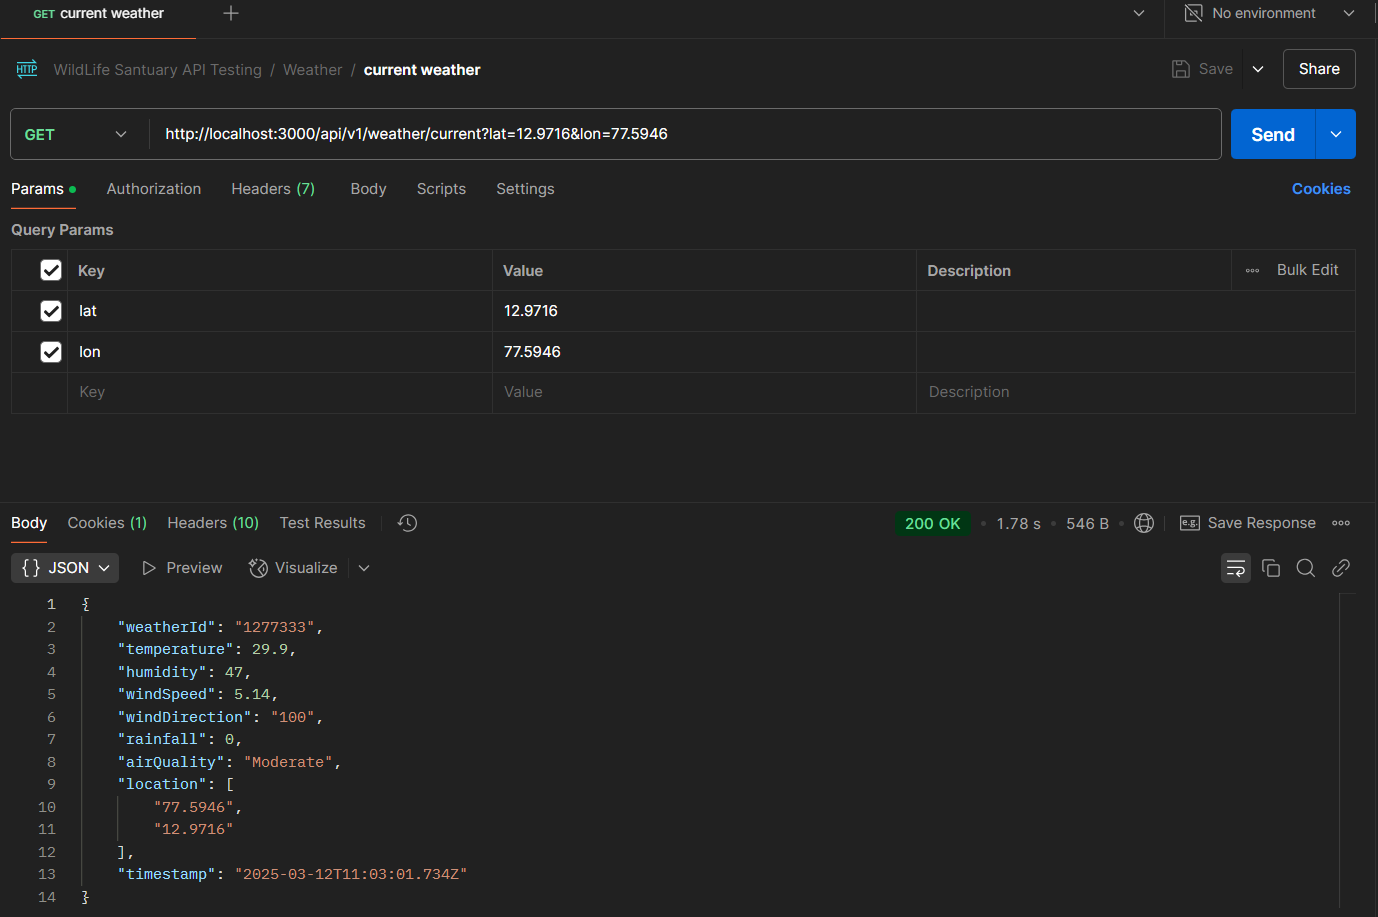 GET current weather
No environment
HTTP WildLife Santuary API Testing / Weather / current weather
Save
Share
GET http://localhost:3000/api/v1/weather/current?lat=12.9716&lon=77.5946
Send
Params Authorization Headers (7) Body Scripts Settings Cookies
Query Params
Key Value Description Bulk Edit
lat 12.9716
lon 77.5946
Key Value Description
Body Cookies (1) Headers (10) Test Results 200 OK 1.78 s 546 B e.g. Save Response
{} JSON Preview Visualize
1 {
2 "weatherId": "1277333",
3 "temperature": 29.9,
4 "humidity": 47,
5 "windSpeed": 5.14,
6 "windDirection": "100",
7 "rainfall": 0,
8 "airQuality": "Moderate",
9 "location": [
10 "77.5946",
11 "12.9716"
12 ],
13 "timestamp": "2025-03-12T11:03:01.734Z"
14 }